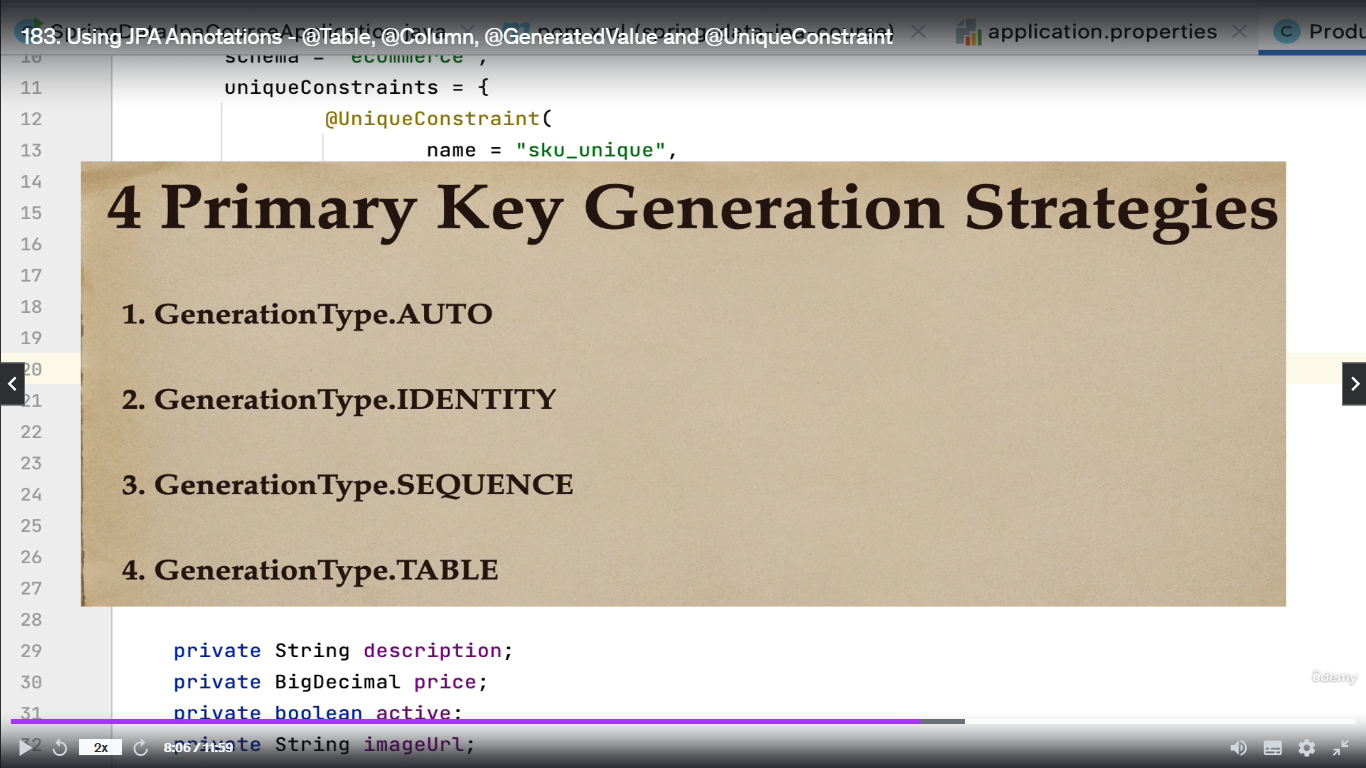 183. Using JPA Annotations - @Table, @Column, @GeneratedValue and @UniqueConstraint
application.properties
Produ
10 schema = "ecommerce",
11 uniqueConstraints = {
12 @UniqueConstraint(
13 name = "sku_unique",
14
15
16
17
18
19
20
21
22
23
24
25
26
27
28
4 Primary Key Generation Strategies
1. GenerationType.AUTO
2. GenerationType.IDENTITY
3. GenerationType.SEQUENCE
4. GenerationType.TABLE
29 private String description;
30 private BigDecimal price;
31 private boolean active;
32 private String imageUrl;
ûdemy
2x
8:06 / 11:59